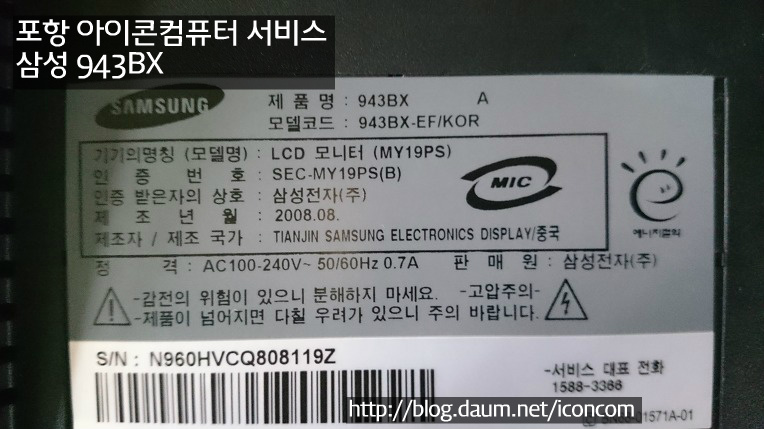 포항 아이콘컴퓨터 서비스
삼성 943BX
SAMSUNG
제 품 명 : 943BX A
모델코드 : 943BX-EF/KOR
기기의명칭 (모델명) : LCD 모니터 (MY19PS)
인 증 번 호 : SEC-MY19PS(B)
인증 받은자의 상호 : 삼성전자(주)
제 조 년 월 : 2008.08.
제조자 / 제조 국가 : TIANJIN SAMSUNG ELECTRONICS DISPLAY/중국
MIC
에너지절약
정 격 : AC100-240V~ 50/60Hz 0.7A 판 매 원 : 삼성전자(주)
-감전의 위험이 있으니 분해하지 마세요. -고압주의-
-제품이 넘어지면 다칠 우려가 있으니 주의 바랍니다.
S/N : N960HVCQ808119Z
-서비스 대표 전화
1588-3366
http://blog.daum.net/iconcom